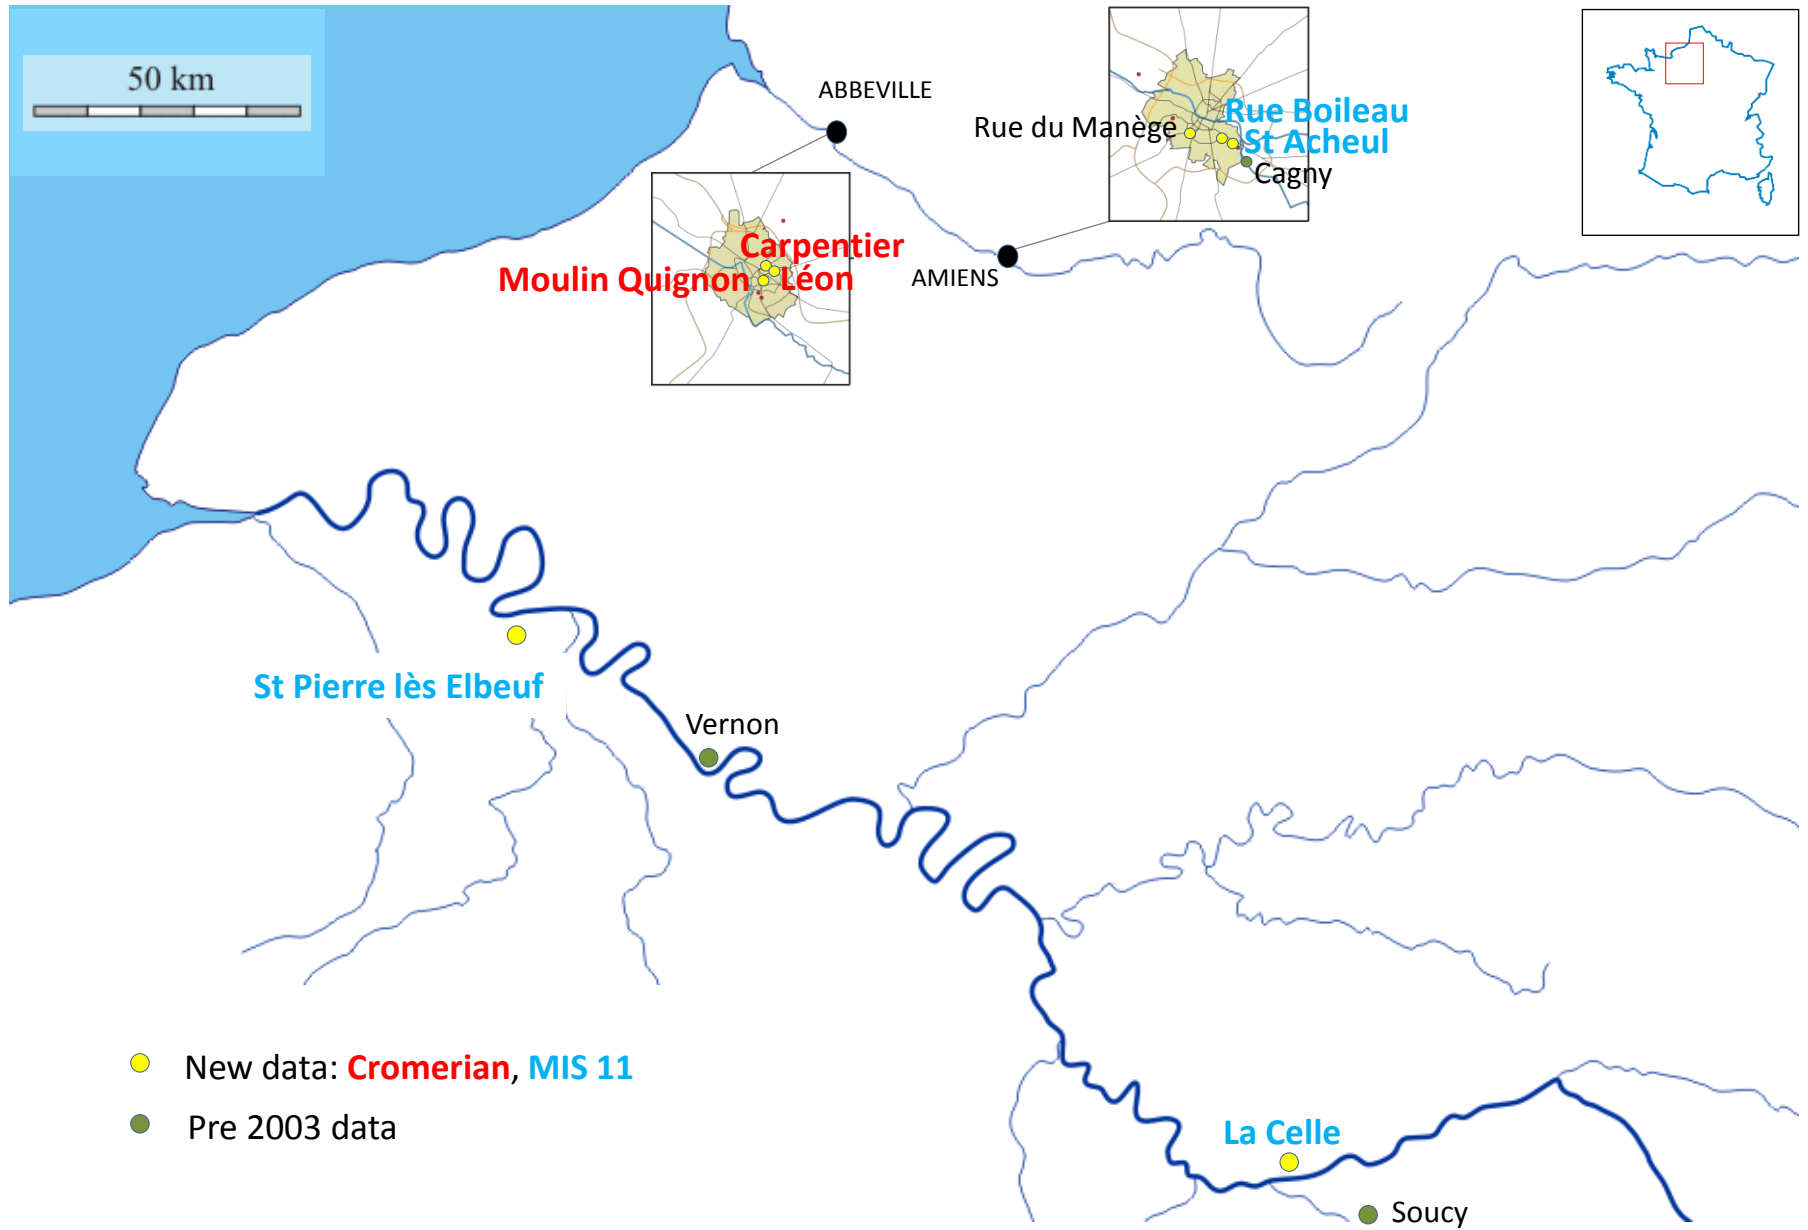 50 km
ABBEVILLE
Rue du Manège
Rue Boileau
St Acheul
Cagny
Carpentier
Moulin Quignon
Léon
AMIENS
St Pierre lès Elbeuf
Vernon
New data: Cromerian, MIS 11
Pre 2003 data
La Celle
Soucy